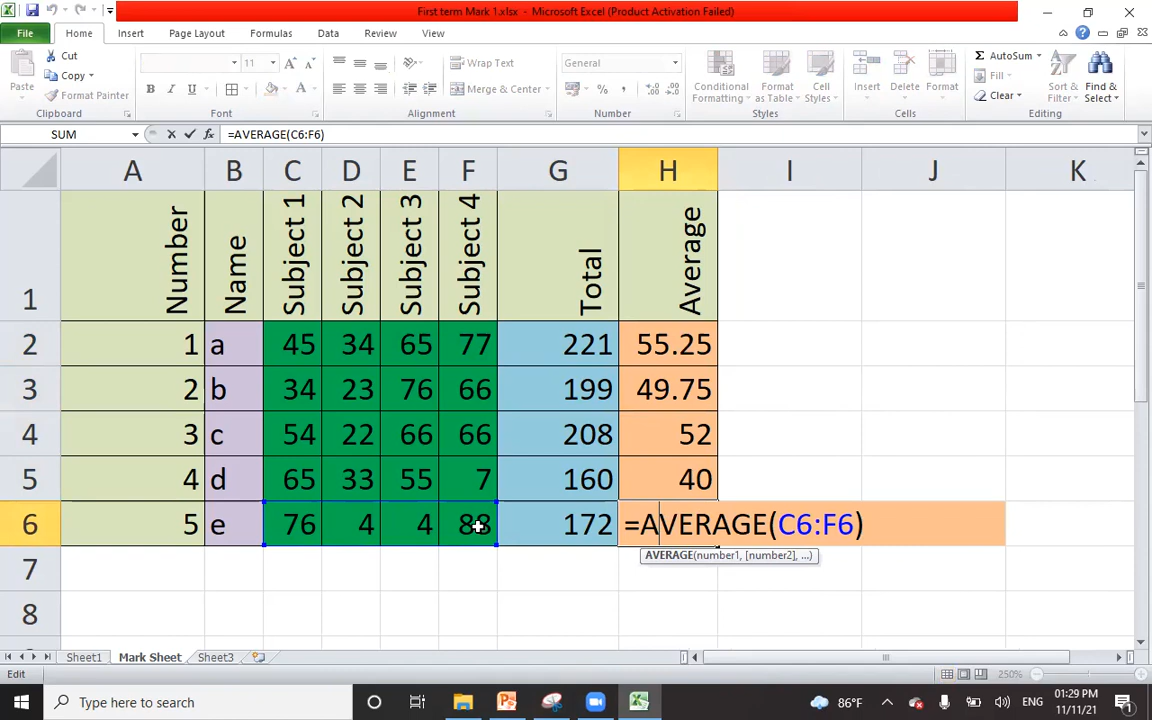 First term Mark 1.xlsx - Microsoft Excel (Product Activation Failed)
File Home Insert Page Layout Formulas Data Review View
Paste Cut Copy Format Painter
11 Wrap Text Merge & Center
General
Conditional Formatting Format as Table Cell Styles
Insert Delete Format
AutoSum Fill Clear Sort & Filter Find & Select
Clipboard Font Alignment Number Styles Cells Editing
SUM =AVERAGE(C6:F6)
A B C D E F G H I J K
1 Number Name Subject 1 Subject 2 Subject 3 Subject 4 Total Average
2 1 a 45 34 65 77 221 55.25
3 2 b 34 23 76 66 199 49.75
4 3 c 54 22 66 66 208 52
5 4 d 65 33 55 7 160 40
6 5 e 76 4 4 172 =AVERAGE(C6:F6)
AVERAGE(number1, [number2], ...)
7
8
Sheet1 Mark Sheet Sheet3
Edit 250%
Type here to search 86°F ENG 01:29 PM
11/11/21 1